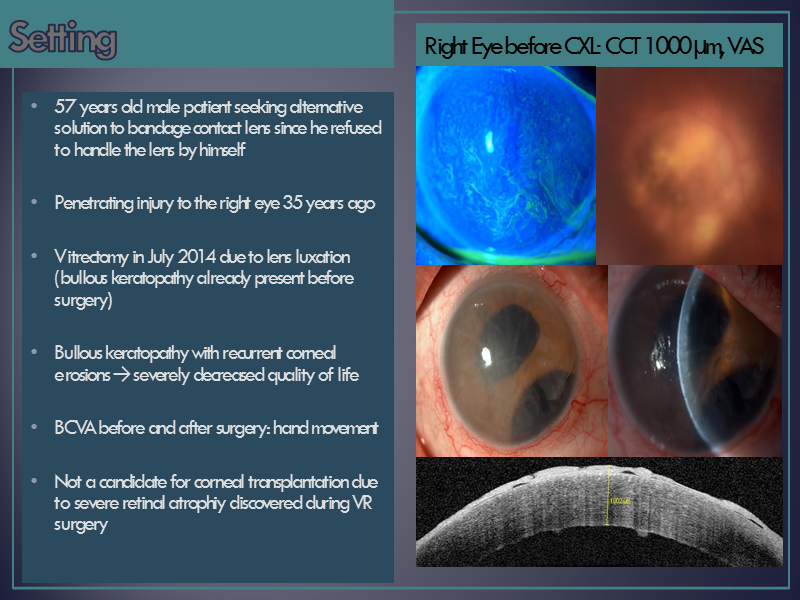 Setting
Right Eye before CXL: CCT 1000 µm, VAS
• 57 years old male patient seeking alternative
solution to bandage contact lens since he refused
to handle the lens by himself
• Penetrating injury to the right eye 35 years ago
• Vitrectomy in July 2014 due to lens luxation
(bullous keratopathy already present before
surgery)
• Bullous keratopathy with recurrent corneal
erosions → severely decreased quality of life
• BCVA before and after surgery: hand movement
• Not a candidate for corneal transplantation due
to severe retinal atrophiy discovered during VR
surgery